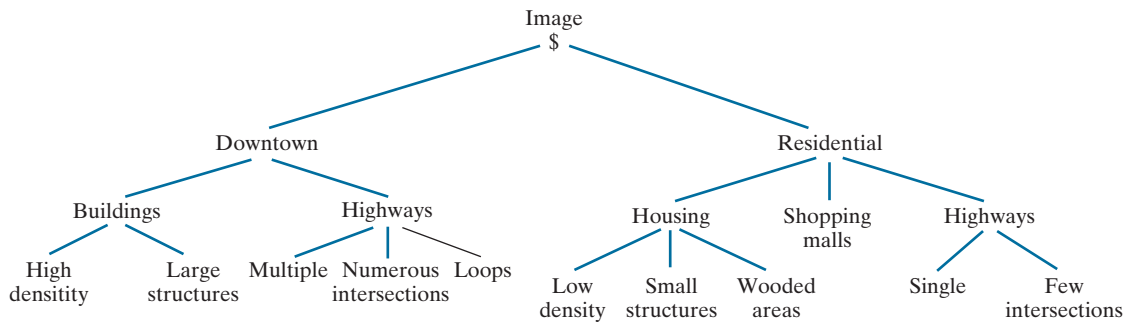 Image
$
Downtown
Residential
Buildings
Highways
Housing
Shopping
malls
Highways
High
densitity
Large
structures
Multiple
Numerous
intersections
Loops
Low
density
Small
structures
Wooded
areas
Single
Few
intersections